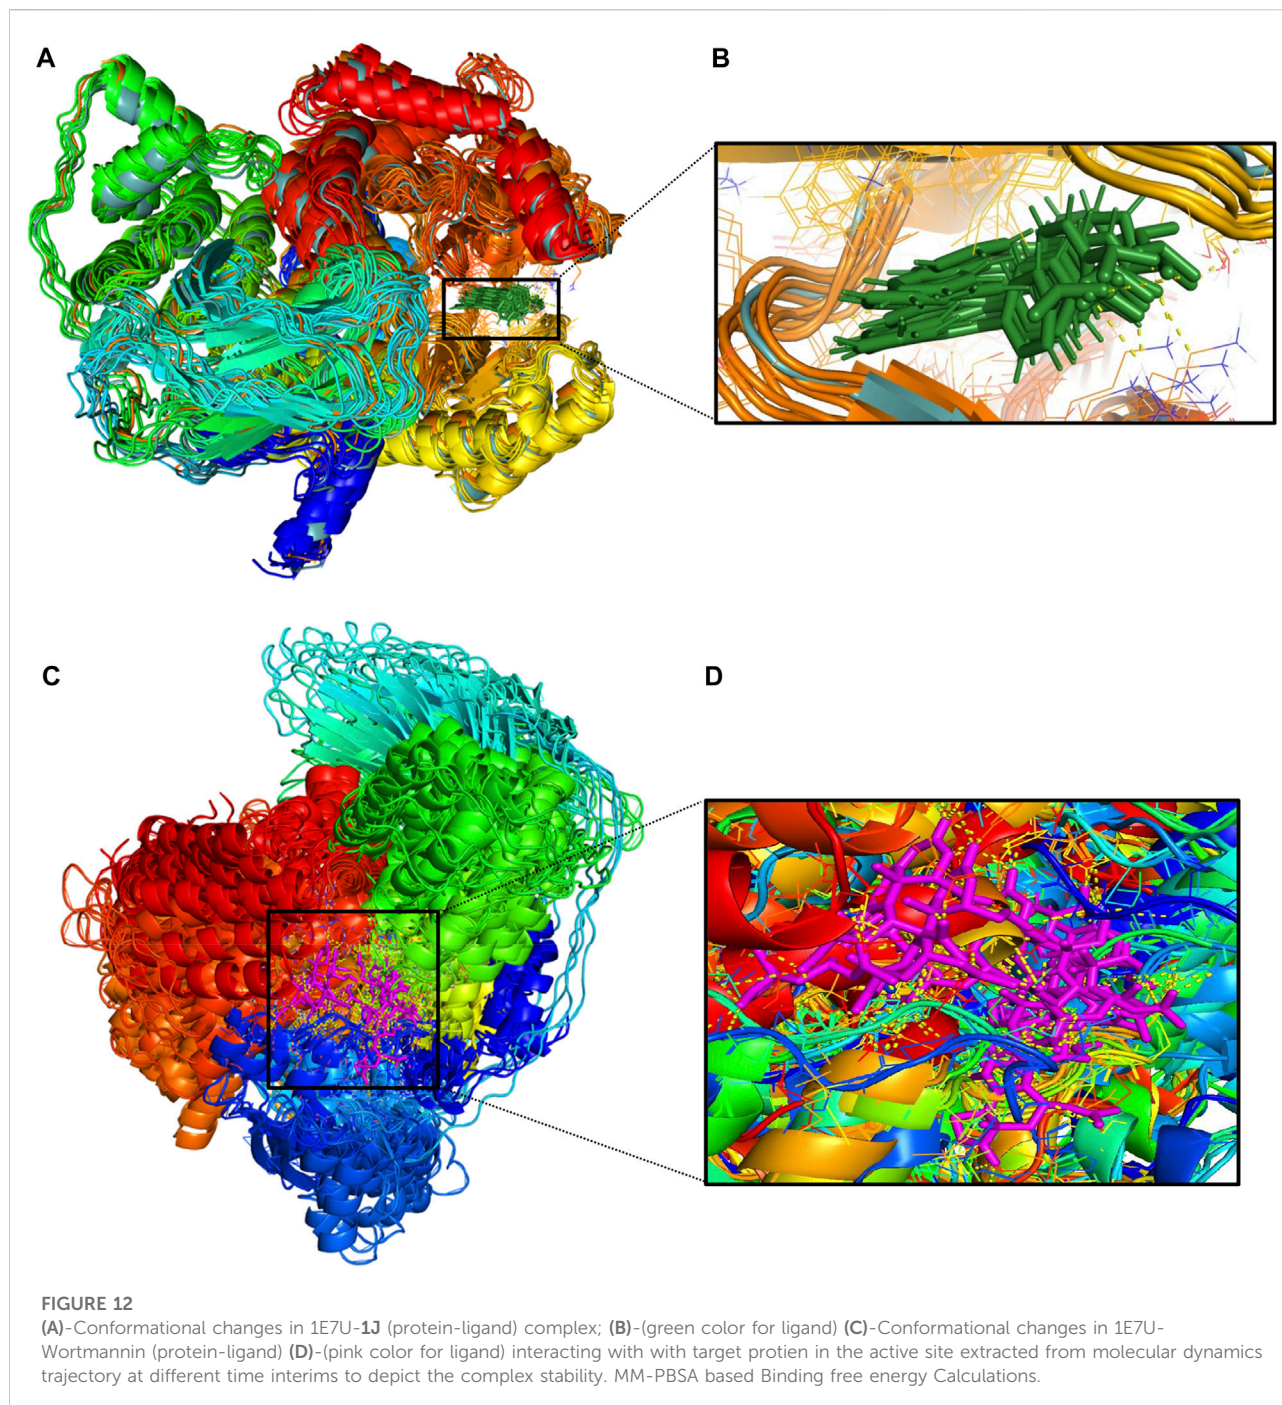 A
B
C
D
FIGURE 12
(A)-Conformational changes in 1E7U-1J (protein-ligand) complex; (B)-(green color for ligand) (C)-Conformational changes in 1E7U-
Wortmannin (protein-ligand) (D)-(pink color for ligand) interacting with with target protien in the active site extracted from molecular dynamics
trajectory at different time interims to depict the complex stability. MM-PBSA based Binding free energy Calculations.